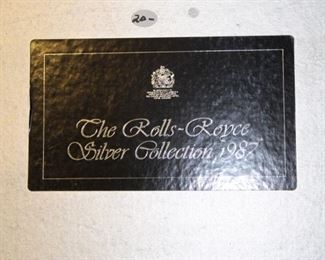 20-
The Rolls-Royce
Silver Collection 1987